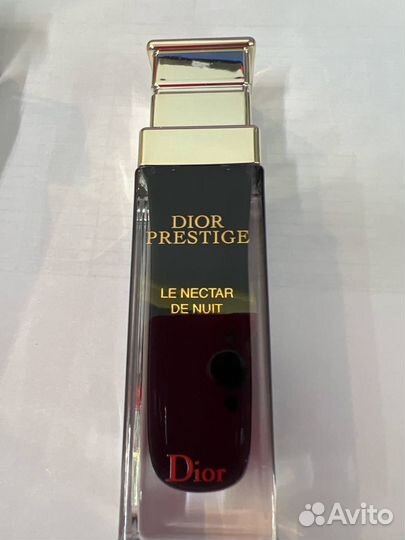 DIOR
PRESTIGE
LE NECTAR
DE NUIT
Dior
Avito